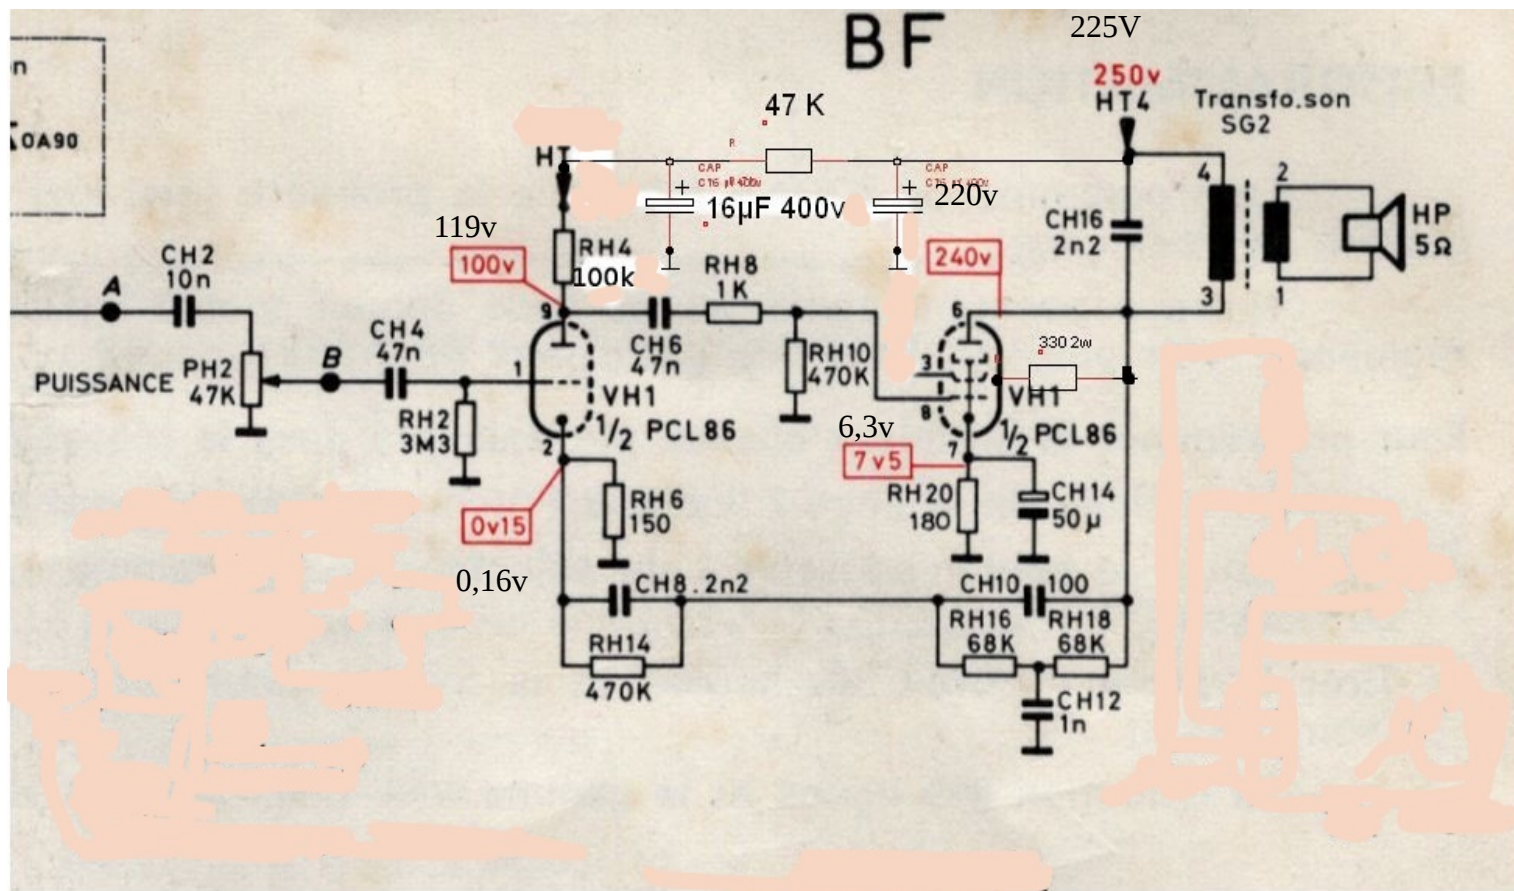 BF
225V
250v
HT4
Transfo.son
SG2
47 K
R
n
OA90
HT
CAP
CAP
+
16µF 400v
+
220v
4
2
CH16
2n2
HP
5Ω
119v
100v
RH4
100k
RH8
1K
240v
CH2
10n
A
9
6
3
1
CH6
47n
CH4
47n
B
PUISSANCE
PH2
47K
1
RH10
470K
3
330 2w
VH1
VH1
8
RH2
3M3
1/2 PCL86
2
6,3v
7v5
7
1/2 PCL86
RH6
150
RH20
180
CH14
50µ
0v15
0,16v
CH8.2n2
CH10
100
RH16
68K
RH18
68K
RH14
470K
CH12
1n